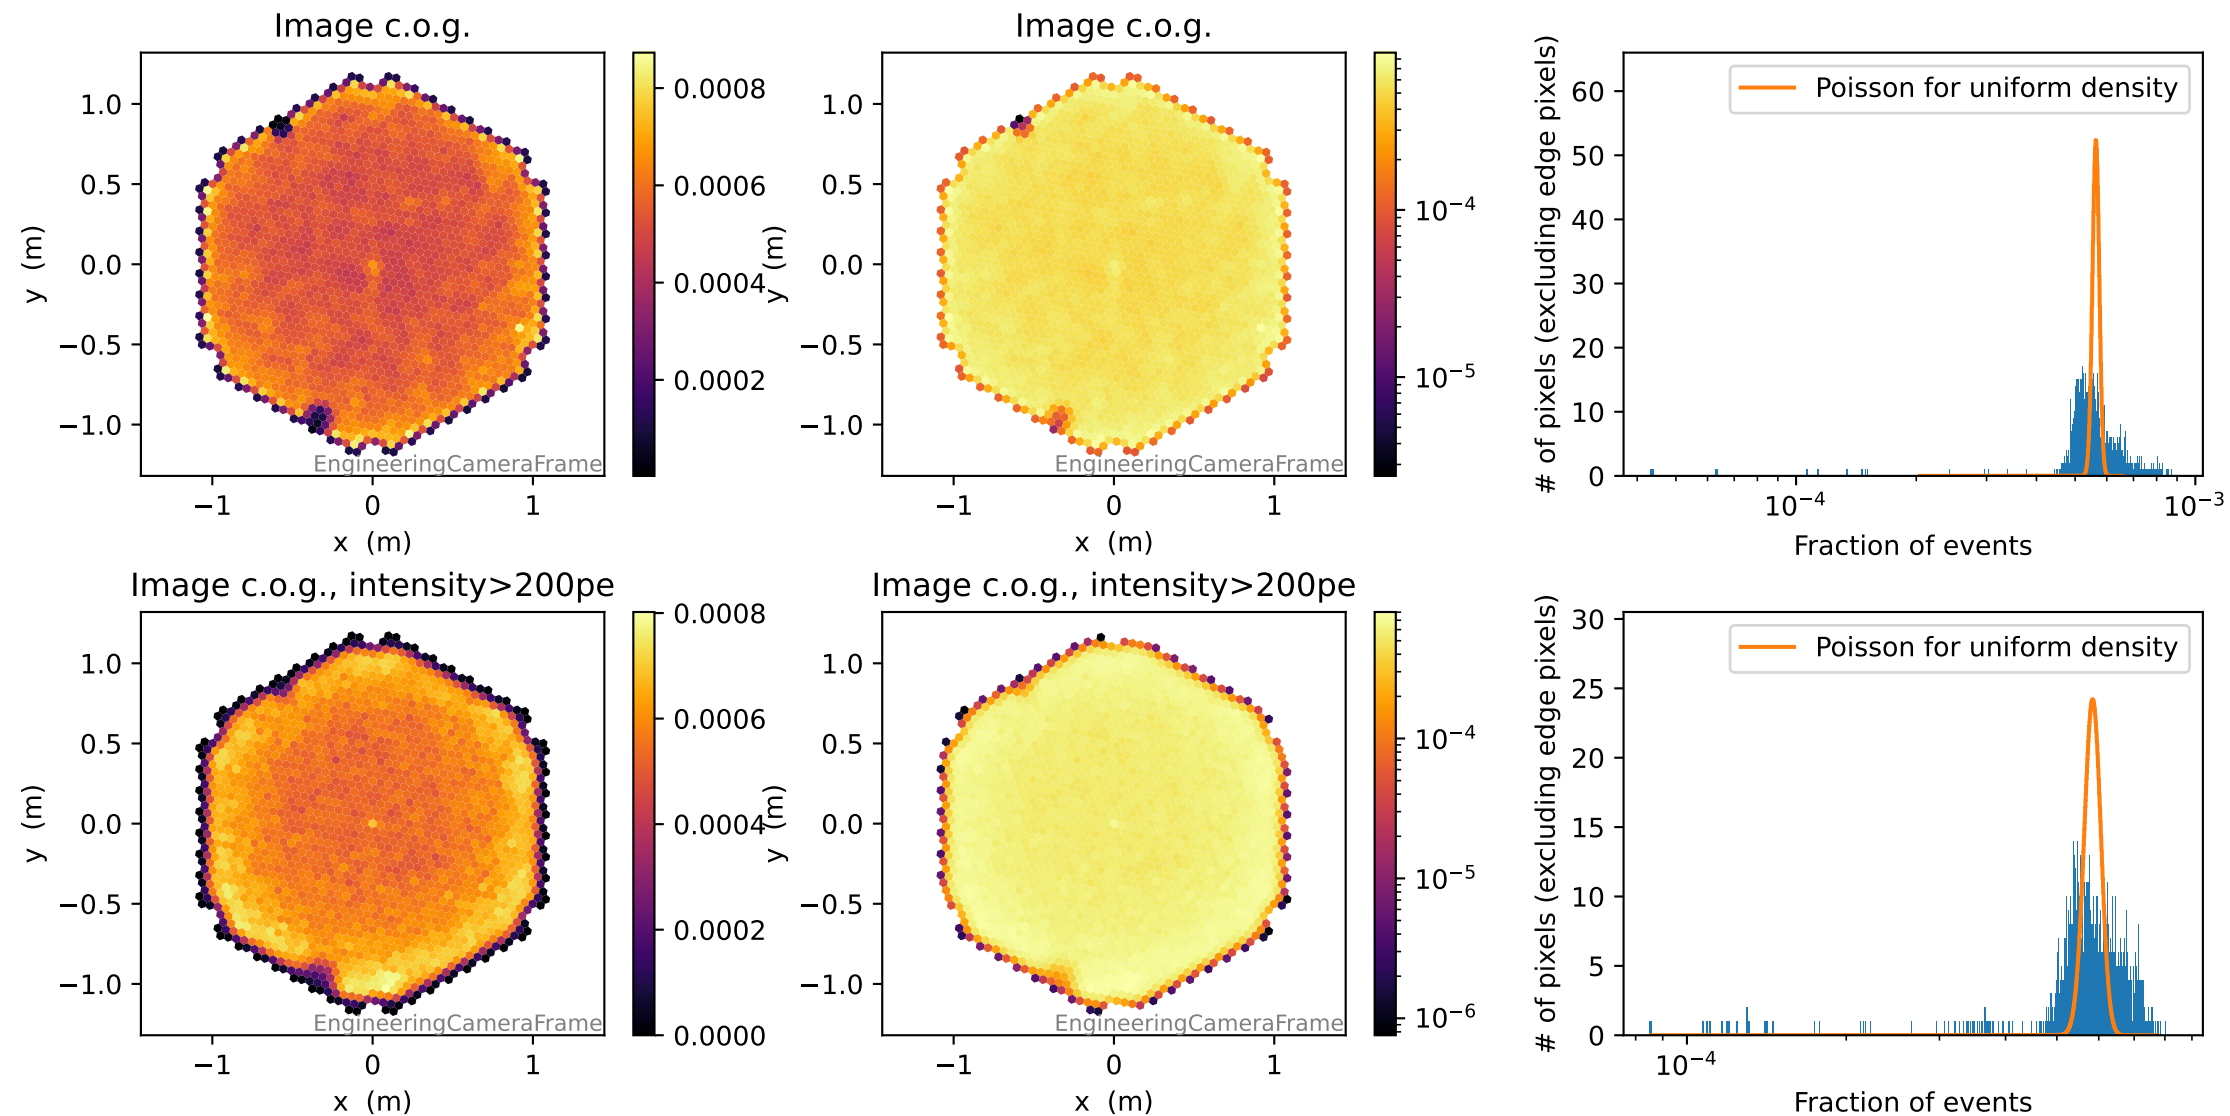 Image c.o.g.
1.0
0.5
0.0
−0.5
−1.0
y (m)
−1
0
1
x (m)
EngineeringCameraFrame
0.0008
0.0006
0.0004
0.0002
Image c.o.g.
1.0
0.5
0.0
−0.5
−1.0
y (m)
−1
0
1
x (m)
EngineeringCameraFrame
10⁻⁴
10⁻⁵
# of pixels (excluding edge pixels)
60
50
40
30
20
10
0
Poisson for uniform density
10⁻⁴
10⁻³
Fraction of events
Image c.o.g., intensity>200pe
1.0
0.5
0.0
−0.5
−1.0
y (m)
−1
0
1
x (m)
EngineeringCameraFrame
0.0008
0.0006
0.0004
0.0002
0.0000
Image c.o.g., intensity>200pe
1.0
0.5
0.0
−0.5
−1.0
y (m)
−1
0
1
x (m)
EngineeringCameraFrame
10⁻⁴
10⁻⁵
10⁻⁶
# of pixels (excluding edge pixels)
30
25
20
15
10
5
0
Poisson for uniform density
10⁻⁴
Fraction of events